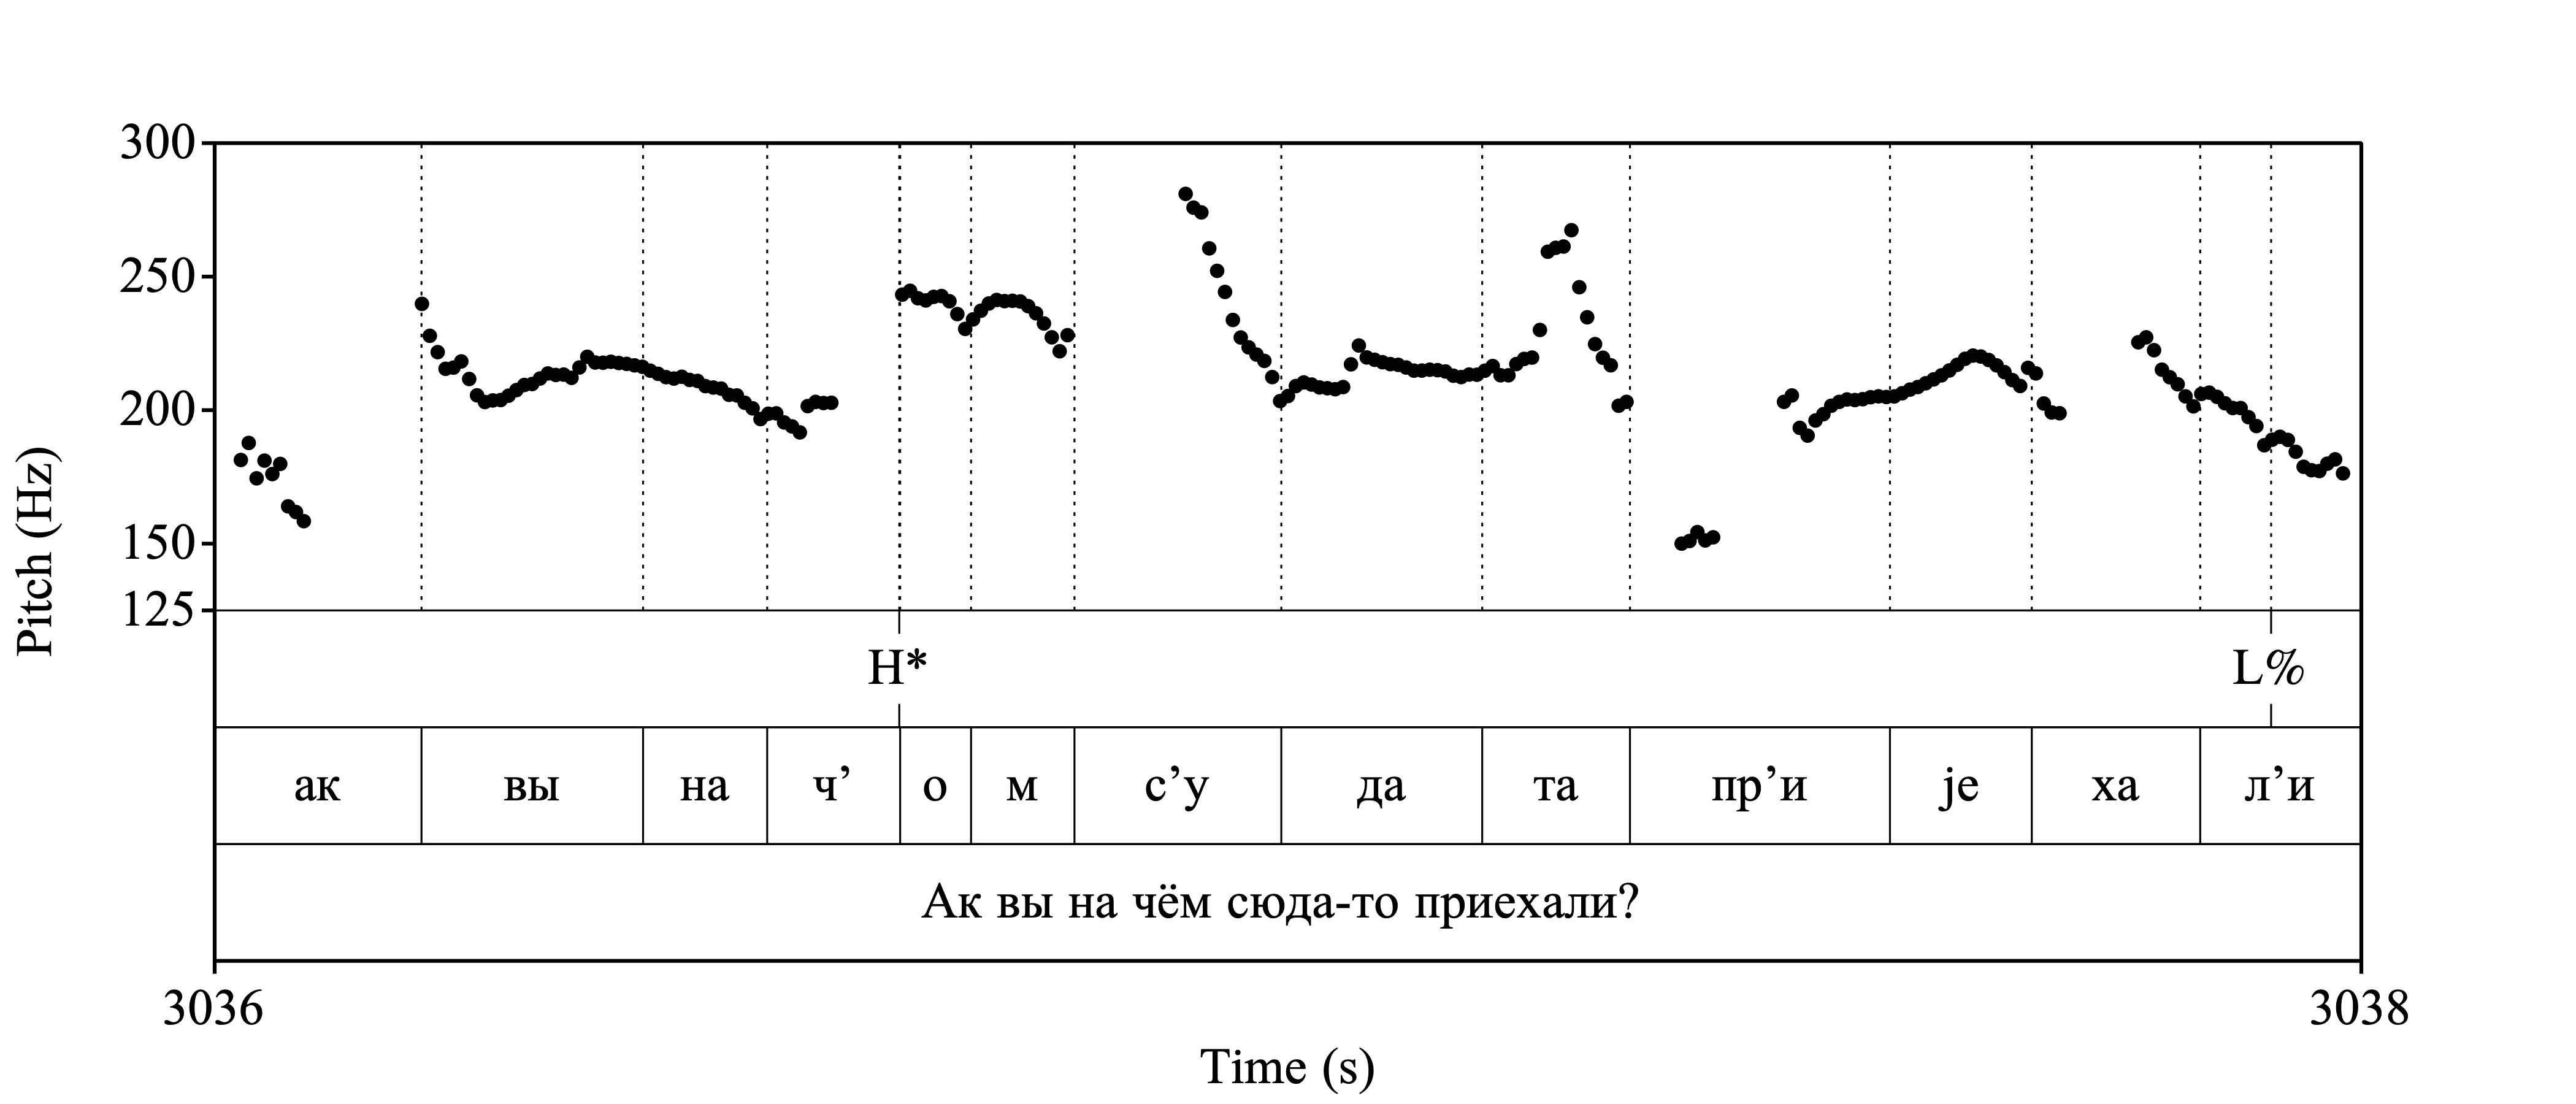 300
250
200
150
125
Pitch (Hz)
H* L%
ак вы на ч’ о м с’у да та пр’и је ха л’и
Ак вы на чём сюда-то приехали?
3036 3038
Time (s)